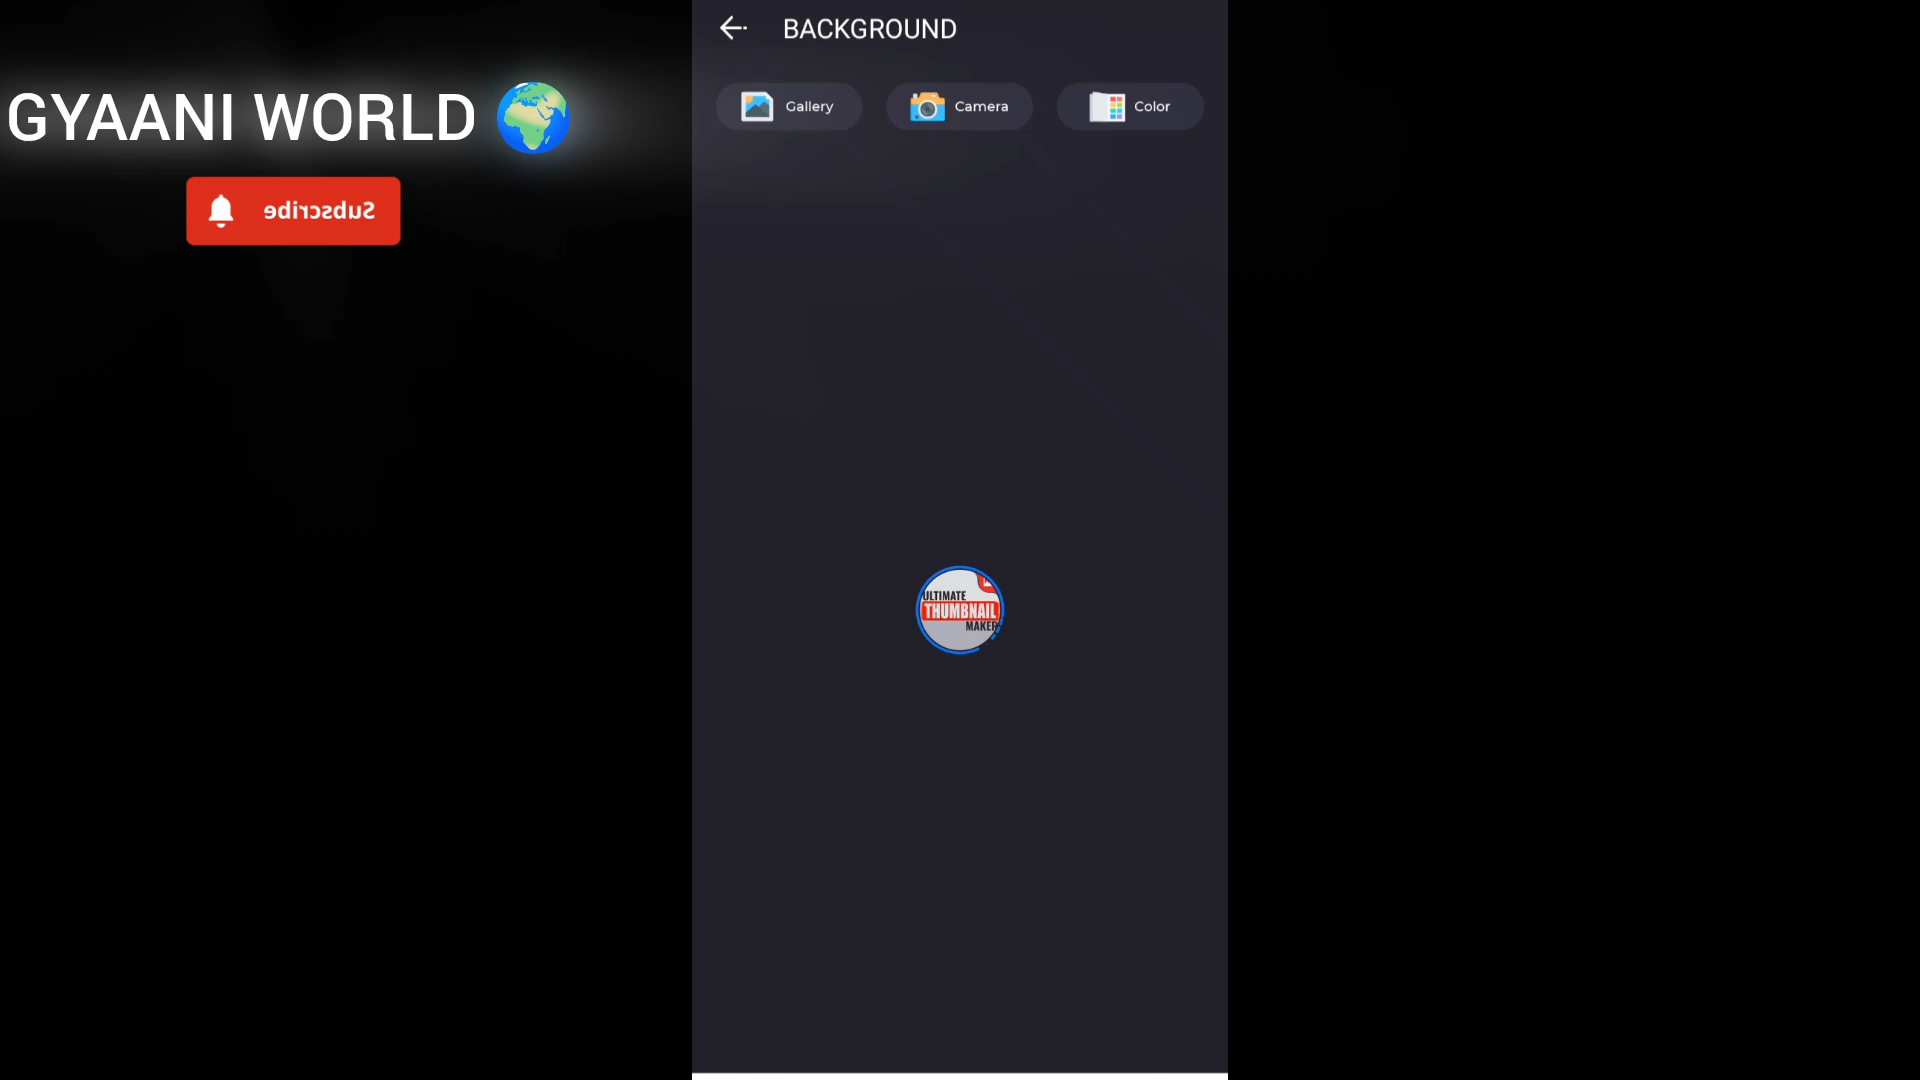 GYAANI WORLD 🌍
Subscribe
BACKGROUND
Gallery
Camera
Color
ULTIMATE
THUMBNAIL
MAKER